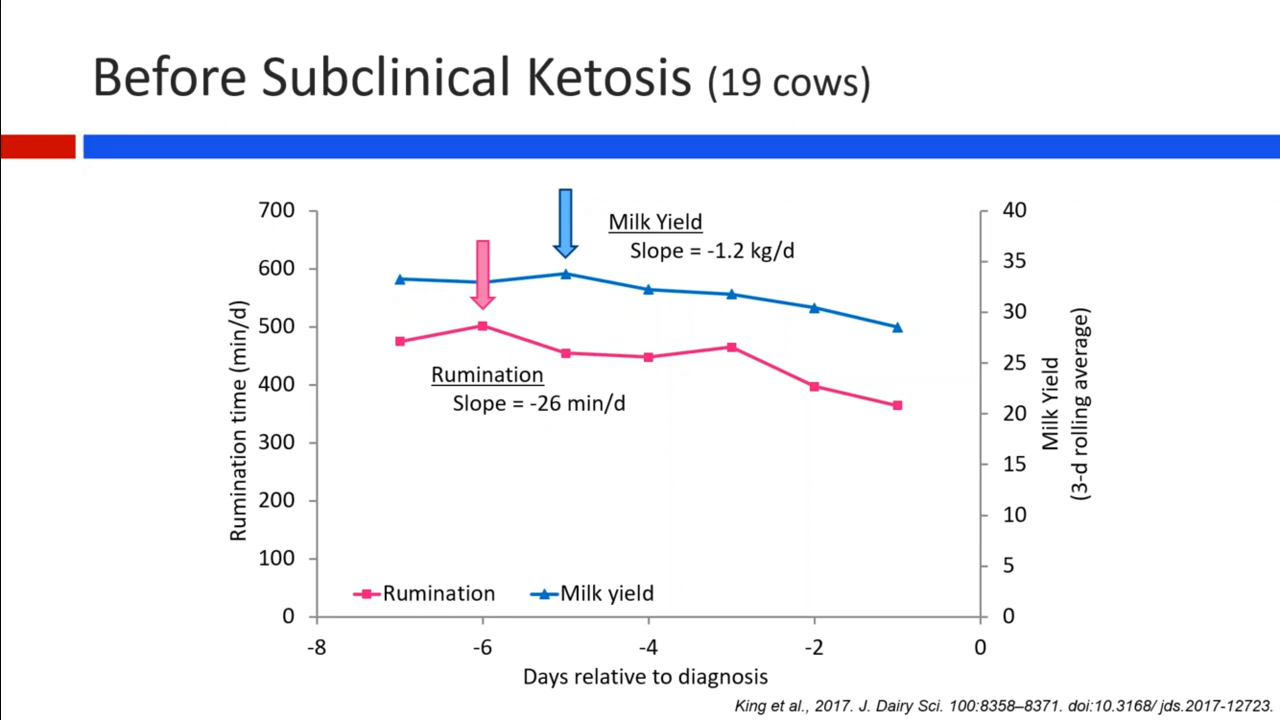 Before Subclinical Ketosis (19 cows)
700
600
500
400
300
200
100
0
Rumination time (min/d)
Milk Yield
Slope = -1.2 kg/d
Rumination
Slope = -26 min/d
Rumination
Milk yield
40
35
30
25
20
15
10
5
0
Milk Yield
(3-d rolling average)
-8
-6
-4
-2
0
Days relative to diagnosis
King et al., 2017. J. Dairy Sci. 100:8358–8371. doi:10.3168/ jds.2017-12723.